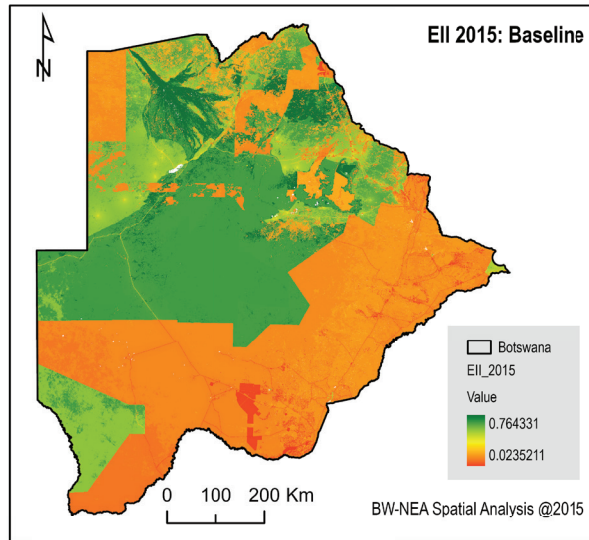 EII 2015: Baseline
N
Botswana
EII_2015
Value
0.764331
0.0235211
0 100 200 Km
BW-NEA Spatial Analysis @2015